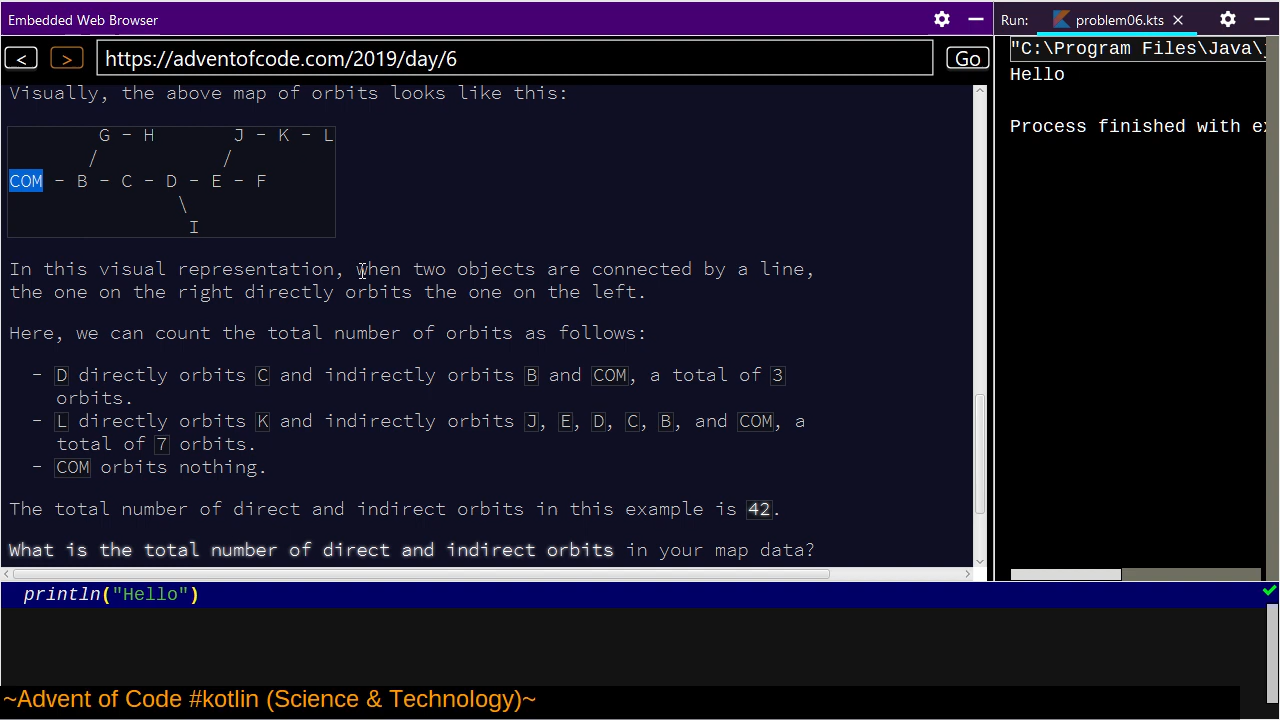 Embedded Web Browser
Run: problem06.kts
< > https://adventofcode.com/2019/day/6 Go
Visually, the above map of orbits looks like this:
G - H J - K - L
/ /
COM - B - C - D - E - F
\
I
In this visual representation, when two objects are connected by a line,
the one on the right directly orbits the one on the left.
Here, we can count the total number of orbits as follows:
- D directly orbits C and indirectly orbits B and COM, a total of 3
orbits.
- L directly orbits K and indirectly orbits J, E, D, C, B, and COM, a
total of 7 orbits.
- COM orbits nothing.
The total number of direct and indirect orbits in this example is 42.
What is the total number of direct and indirect orbits in your map data?
"C:\Program Files\Java\
Hello
Process finished with
println("Hello")
~Advent of Code #kotlin (Science & Technology)~